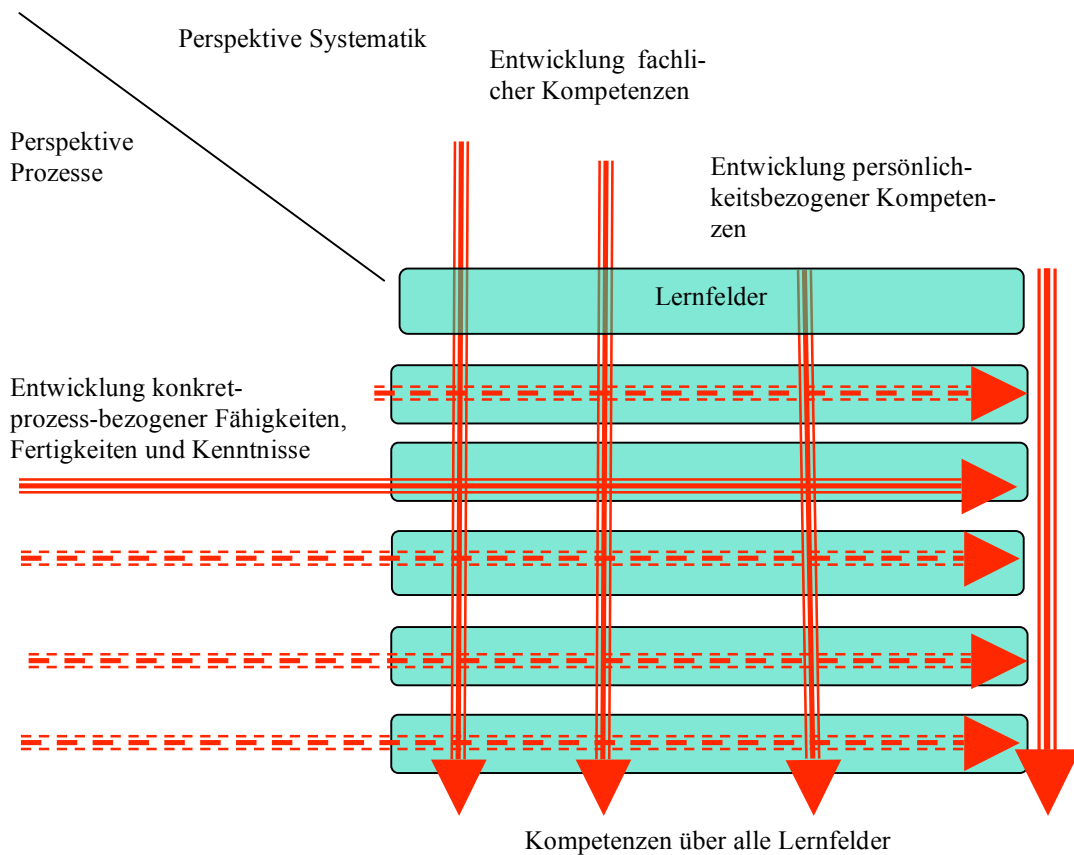 Perspektive Systematik
Entwicklung fachli-
cher Kompetenzen
Perspektive
Prozesse
Entwicklung persönlich-
keitsbezogener Kompeten-
zen
Lernfelder
Entwicklung konkret-
prozess-bezogener Fähigkeiten,
Fertigkeiten und Kenntnisse
Kompetenzen über alle Lernfelder